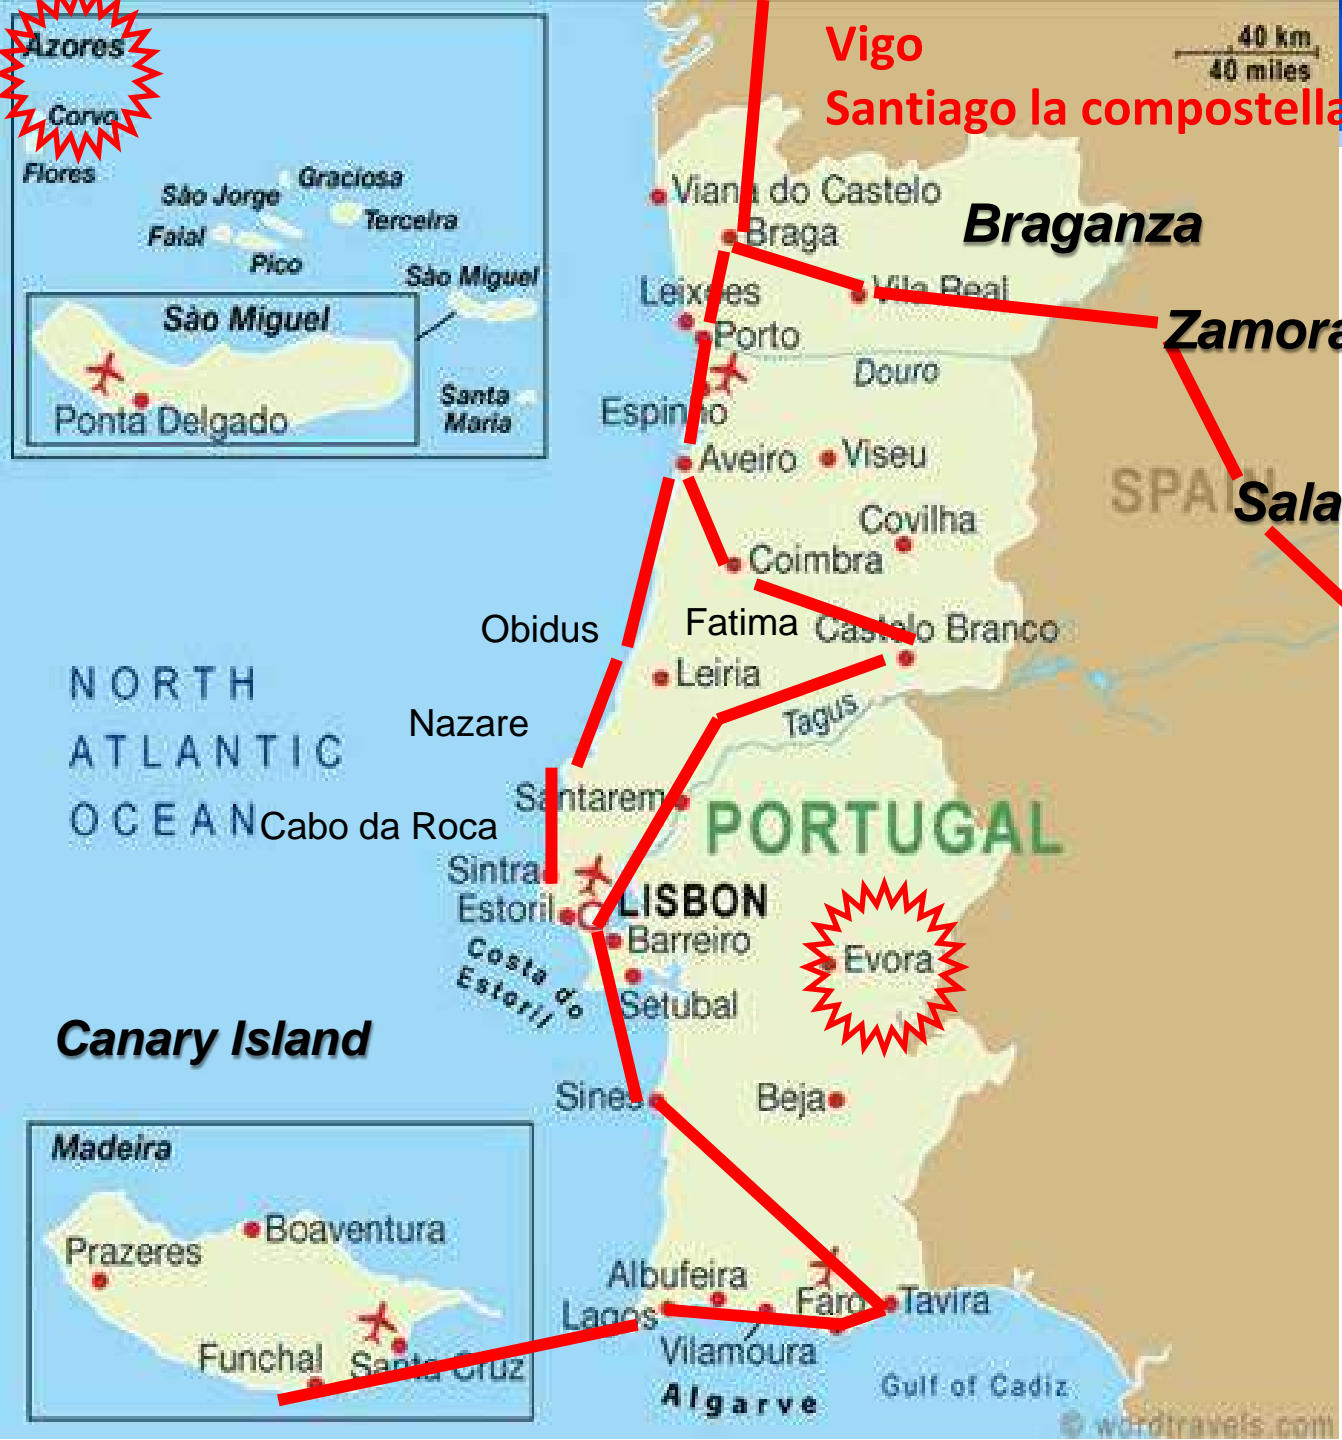 Vigo
Santiago la compostella
40 km
40 miles
Azores
Corvo
Flores
Graciosa
São Jorge
Terceira
Faial
Pico
São Miguel
São Miguel
Ponta Delgado
Santa
Maria
Viana do Castelo
Braganza
Braga
Leixoes
Vila Real
Porto
Zamora
Douro
Espinho
Aveiro
Viseu
SPAIN
Sala
Covilha
Coimbra
Obidus
Fatima
Castelo Branco
Leiria
NORTH
ATLANTIC
OCEAN
Nazare
Tagus
Santarem
PORTUGAL
Cabo da Roca
Sintra
Estoril
LISBON
Barreiro
Evora
Costa do
Estoril
Setubal
Canary Island
Sines
Beja
Madeira
Boaventura
Prazeres
Funchal
Santa Cruz
Albufeira
Lagos
Faro
Tavira
Vilamoura
Algarve
Gulf of Cadiz
© wordtravels.com